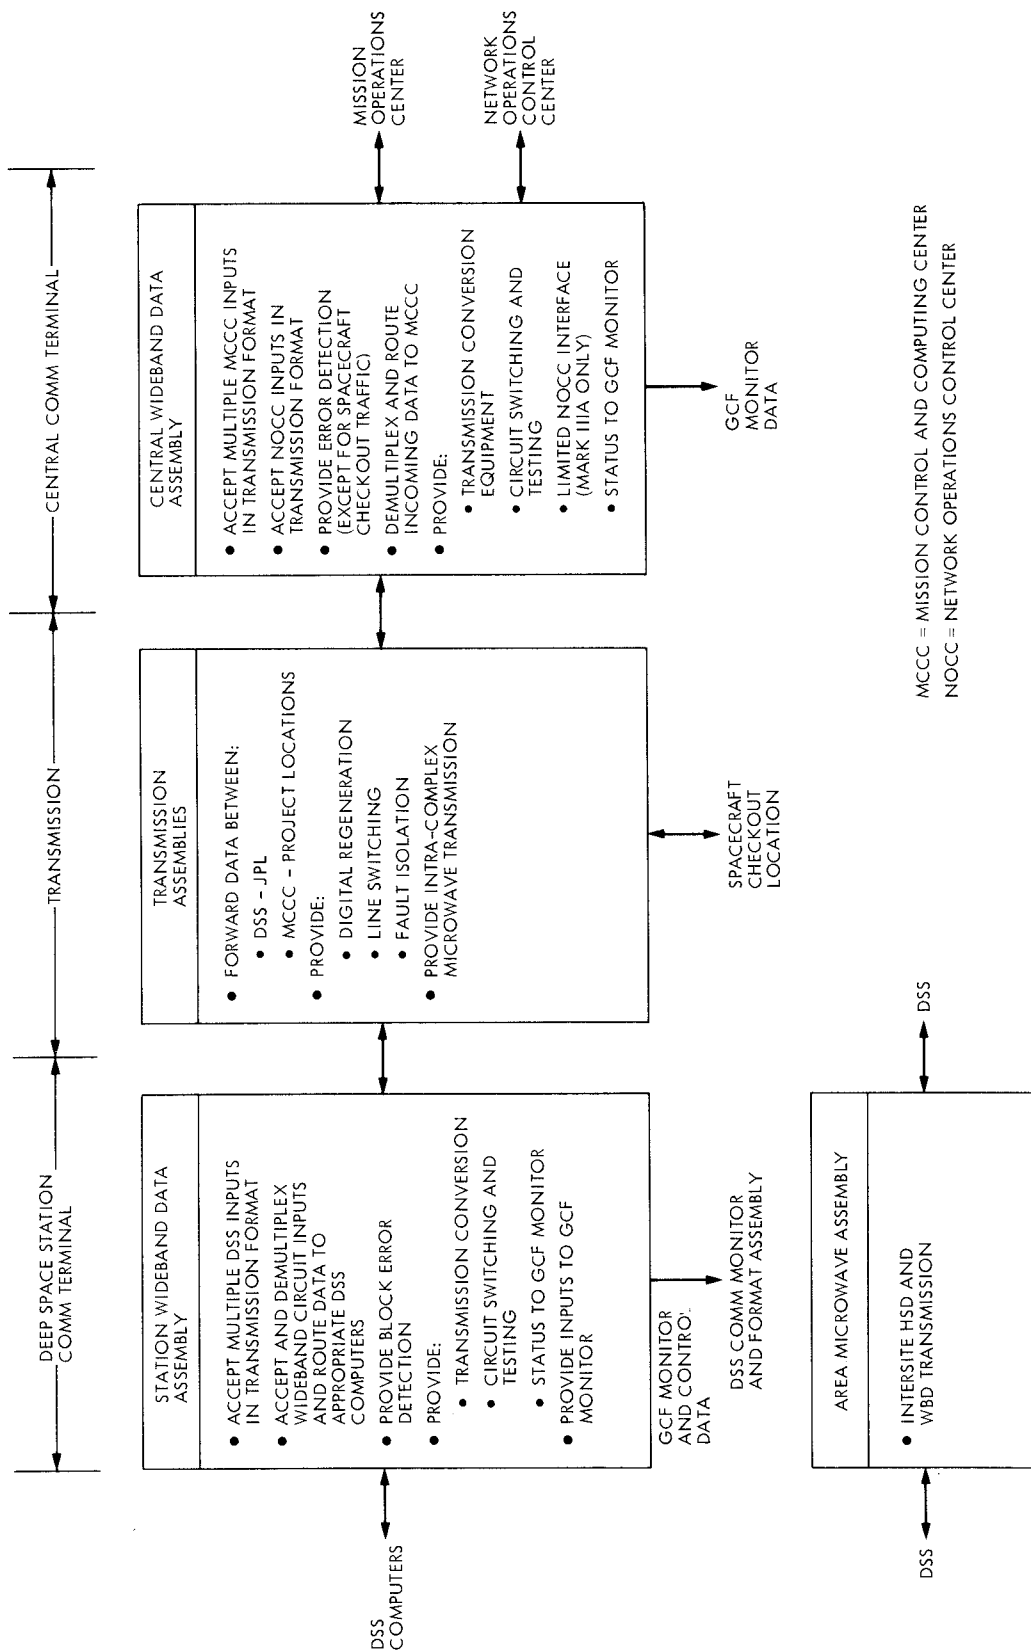 DEEP SPACE STATION
COMM TERMINAL
TRANSMISSION
CENTRAL COMM TERMINAL
STATION WIDEBAND DATA
ASSEMBLY
• ACCEPT MULTIPLE DSS INPUTS
IN TRANSMISSION FORMAT
• ACCEPT AND DEMULTIPLEX
WIDEBAND CIRCUIT INPUTS
AND ROUTE DATA TO
APPROPRIATE DSS
COMPUTERS
• PROVIDE BLOCK ERROR
DETECTION
• PROVIDE:
• TRANSMISSION CONVERSION
• CIRCUIT SWITCHING AND
TESTING
• STATUS TO GCF MONITOR
• PROVIDE INPUTS TO GCF
MONITOR
DSS
COMPUTERS
GCF MONITOR
AND CONTROL
DATA
DSS COMM MONITOR
AND FORMAT ASSEMBLY
TRANSMISSION
ASSEMBLIES
• FORWARD DATA BETWEEN:
• DSS - JPL
• MCCC - PROJECT LOCATIONS
• PROVIDE:
• DIGITAL REGENERATION
• LINE SWITCHING
• FAULT ISOLATION
• PROVIDE INTRA-COMPLEX
MICROWAVE TRANSMISSION
SPACECRAFT
CHECKOUT
LOCATION
CENTRAL WIDEBAND DATA
ASSEMBLY
• ACCEPT MULTIPLE MCCC INPUTS
IN TRANSMISSION FORMAT
• ACCEPT NOCC INPUTS IN
TRANSMISSION FORMAT
• PROVIDE ERROR DETECTION
(EXCEPT FOR SPACECRAFT
CHECKOUT TRAFFIC)
• DEMULTIPLEX AND ROUTE
INCOMING DATA TO MCCC
• PROVIDE:
• TRANSMISSION CONVERSION
EQUIPMENT
• CIRCUIT SWITCHING AND
TESTING
• LIMITED NOCC INTERFACE
(MARK IIIA ONLY)
• STATUS TO GCF MONITOR
MISSION
OPERATIONS
CENTER
NETWORK
OPERATIONS
CONTROL
CENTER
GCF
MONITOR
DATA
AREA MICROWAVE ASSEMBLY
• INTERSITE HSD AND
WBD TRANSMISSION
DSS
DSS
MCCC = MISSION CONTROL AND COMPUTING CENTER
NOCC = NETWORK OPERATIONS CONTROL CENTER